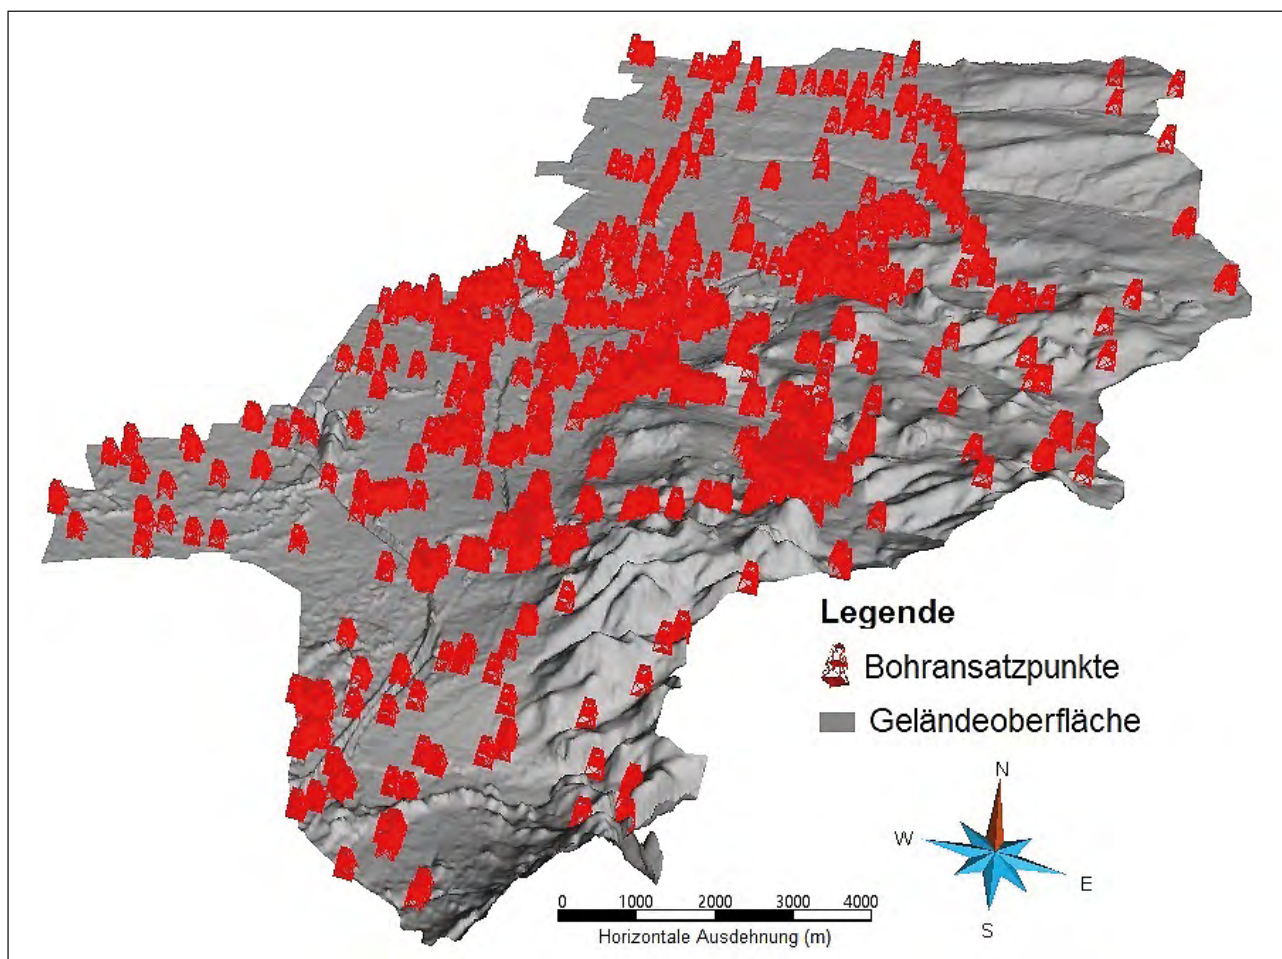 Legende
Bohransatzpunkte
Geländeoberfläche
N
W
E
S
0 1000 2000 3000 4000
Horizontale Ausdehnung (m)